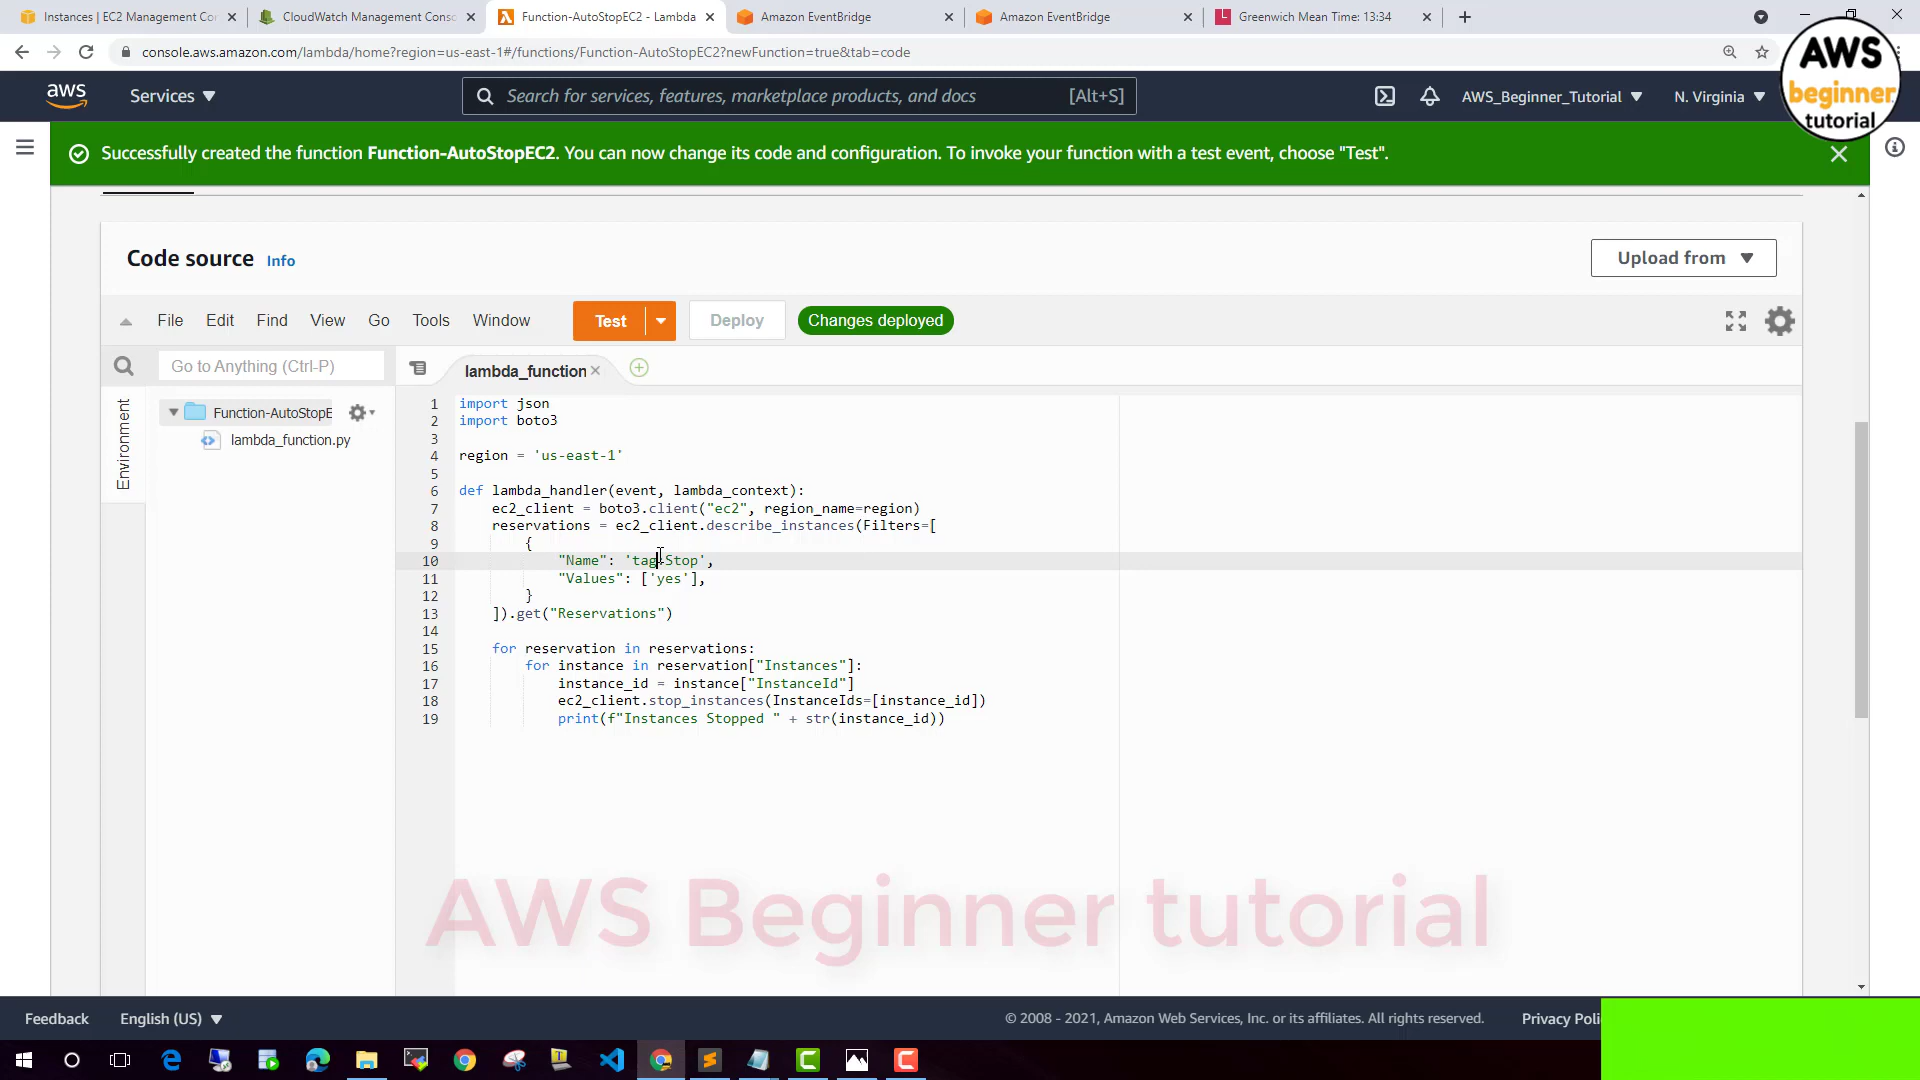 Instances | EC2 Management Co
CloudWatch Management Conso
Function-AutoStopEC2 - Lambda
Amazon EventBridge
Amazon EventBridge
Greenwich Mean Time: 13:34
console.aws.amazon.com/lambda/home?region=us-east-1#/functions/Function-AutoStopEC2?newFunction=true&tab=code
AWS
beginner
tutorial
aws
Services
Search for services, features, marketplace products, and docs
[Alt+S]
AWS_Beginner_Tutorial
N. Virginia
Successfully created the function Function-AutoStopEC2. You can now change its code and configuration. To invoke your function with a test event, choose "Test".
Code source Info
Upload from
File Edit Find View Go Tools Window
Test
Deploy
Changes deployed
Go to Anything (Ctrl-P)
lambda_function
Environment
Function-AutoStopE
lambda_function.py
1 import json
2 import boto3
3
4 region = 'us-east-1'
5
6 def lambda_handler(event, lambda_context):
7 ec2_client = boto3.client("ec2", region_name=region)
8 reservations = ec2_client.describe_instances(Filters=[
9 {
10 "Name": 'tag:Stop',
11 "Values": ['yes'],
12 }
13 ]).get("Reservations")
14
15 for reservation in reservations:
16 for instance in reservation["Instances"]:
17 instance_id = instance["InstanceId"]
18 ec2_client.stop_instances(InstanceIds=[instance_id])
19 print(f"Instances Stopped " + str(instance_id))
AWS Beginner tutorial
Feedback
English (US)
© 2008 - 2021, Amazon Web Services, Inc. or its affiliates. All rights reserved.
Privacy Poli